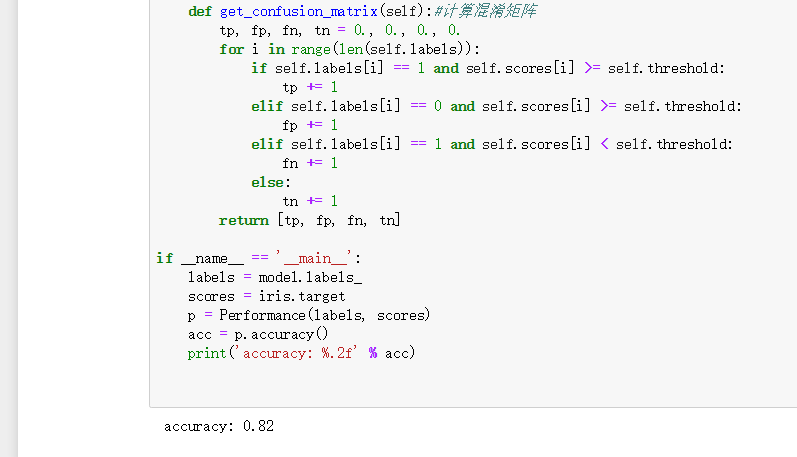 def get_confusion_matrix(self):#计算混淆矩阵
tp, fp, fn, tn = 0., 0., 0., 0.
for i in range(len(self.labels)):
if self.labels[i] == 1 and self.scores[i] >= self.threshold:
tp += 1
elif self.labels[i] == 0 and self.scores[i] >= self.threshold:
fp += 1
elif self.labels[i] == 1 and self.scores[i] < self.threshold:
fn += 1
else:
tn += 1
return [tp, fp, fn, tn]
if __name__ == '__main__':
labels = model.labels_
scores = iris.target
p = Performance(labels, scores)
acc = p.accuracy()
print('accuracy: %.2f' % acc)
accuracy: 0.82